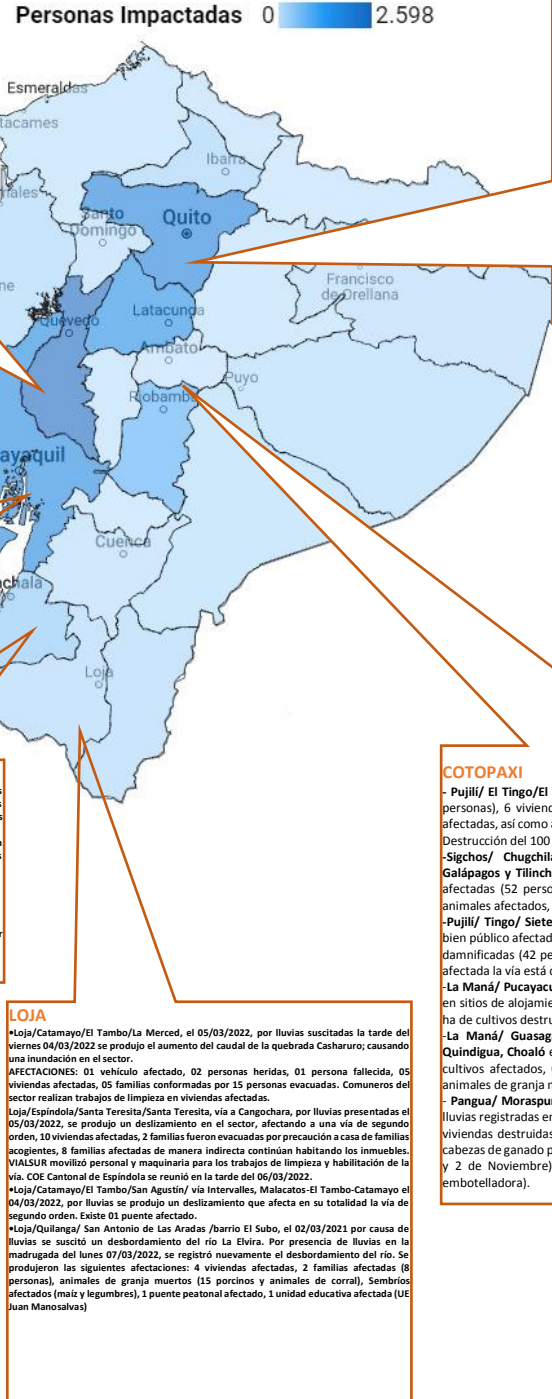 Personas Impactadas 0 2.598
Esmeraldas
tacames
Ibarra
nales
Santo
Domingo
Quito
ne
Francisco
de Orellana
Latacunga
Quevedo
Ambato
Puyo
Riobamba
ayaquil
Cuenca
achala
Loja
LOJA
•Loja/Catamayo/El Tambo/La Merced, el 05/03/2022, por lluvias suscitadas la tarde del
viernes 04/03/2022 se produjo el aumento del caudal de la quebrada Casharuro; causando
una inundación en el sector.
AFECTACIONES: 01 vehículo afectado, 02 personas heridas, 01 persona fallecida, 05
viviendas afectadas, 05 familias conformadas por 15 personas evacuadas. Comuneros del
sector realizan trabajos de limpieza en viviendas afectadas.
Loja/Espíndola/Santa Teresita/Santa Teresita, vía a Cangochara, por lluvias presentadas el
05/03/2022, se produjo un deslizamiento en el sector, afectando a una vía de segundo
orden, 10 viviendas afectadas, 2 familias fueron evacuadas por precaución a casa de familias
acogientes, 8 familias afectadas de manera indirecta continúan habitando los inmuebles.
VIALSUR movilizó personal y maquinaria para los trabajos de limpieza y habilitación de la
vía. COE Cantonal de Espíndola se reunió en la tarde del 06/03/2022.
•Loja/Catamayo/El Tambo/San Agustín/ vía Intervalles, Malacatos-El Tambo-Catamayo el
04/03/2022, por lluvias se produjo un deslizamiento que afecta en su totalidad la vía de
segundo orden. Existe 01 puente afectado.
•Loja/Quilanga/ San Antonio de Las Aradas /barrio El Subo, el 02/03/2021 por causa de
lluvias se suscitó un desbordamiento del río La Elvira. Por presencia de lluvias en la
madrugada del lunes 07/03/2022, se registró nuevamente el desbordamiento del río. Se
produjeron las siguientes afectaciones: 4 viviendas afectadas, 2 familias afectadas (8
personas), animales de granja muertos (15 porcinos y animales de corral), Sembríos
afectados (maíz y legumbres), 1 puente peatonal afectado, 1 unidad educativa afectada (UE
Juan Manosalvas)
COTOPAXI
- Pujilí/ El Tingo/El
personas), 6 viviend
afectadas, así como a
Destrucción del 100
-Sigchos/ Chugchila
Galápagos y Tilinch
afectadas (52 perso
animales afectados,
-Pujilí/ Tingo/ Siete
bien público afectad
damnificadas (42 pe
afectada la vía está c
-La Maná/ Pucayacu
en sitios de alojamie
ha de cultivos destru
-La Maná/ Guasaga
Quindigua, Choaló e
cultivos afectados,
animales de granja m
- Pangua/ Moraspun
lluvias registradas en
viviendas destruidas
cabezas de ganado p
y 2 de Noviembre)
embotelladora).